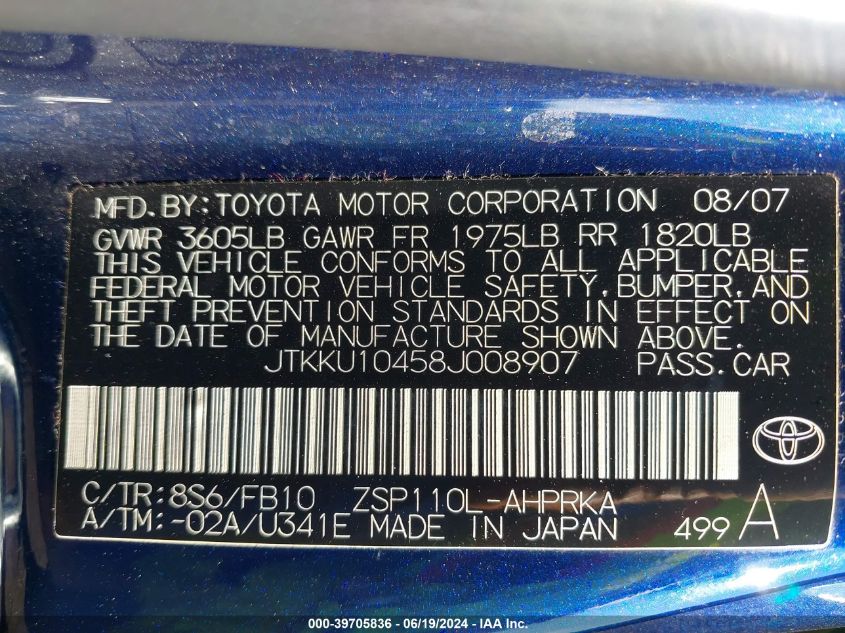 MFD.BY:TOYOTA MOTOR CORPORATION 08/07
GVWR 3605LB GAWR FR 1975LB RR 1820LB
THIS VEHICLE CONFORMS TO ALL APPLICABLE
FEDERAL MOTOR VEHICLE SAFETY,BUMPER,AND
THEFT PREVENTION STANDARDS IN EFFECT ON
THE DATE OF MANUFACTURE SHOWN ABOVE.
JTKKU10458J008907 PASS.CAR
C/TR:8S6/FB10 ZSP110L-AHPRKA
A/TM:-02A/U341E MADE IN JAPAN 499 A
000-39705836 - 06/19/2024 - IAA Inc.